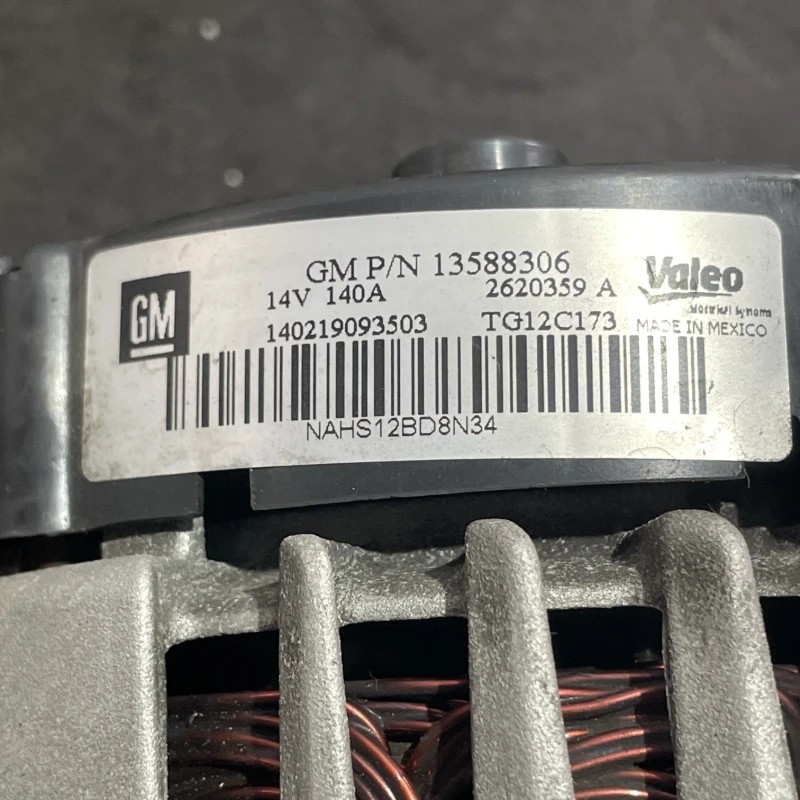 GM P/N 13588306
GM
14V 140A 2620359 A
Valeo
140219093503 TG12C173
MADE IN MEXICO
NAHS12BD8N34